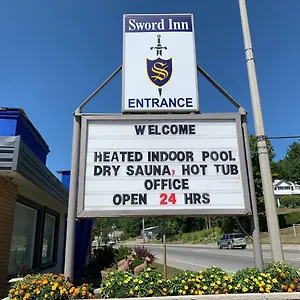 Sword Inn
S
ENTRANCE
WELCOME
HEATED INDOOR POOL
DRY SAUNA, HOT TUB
OFFICE
OPEN 24 HRS